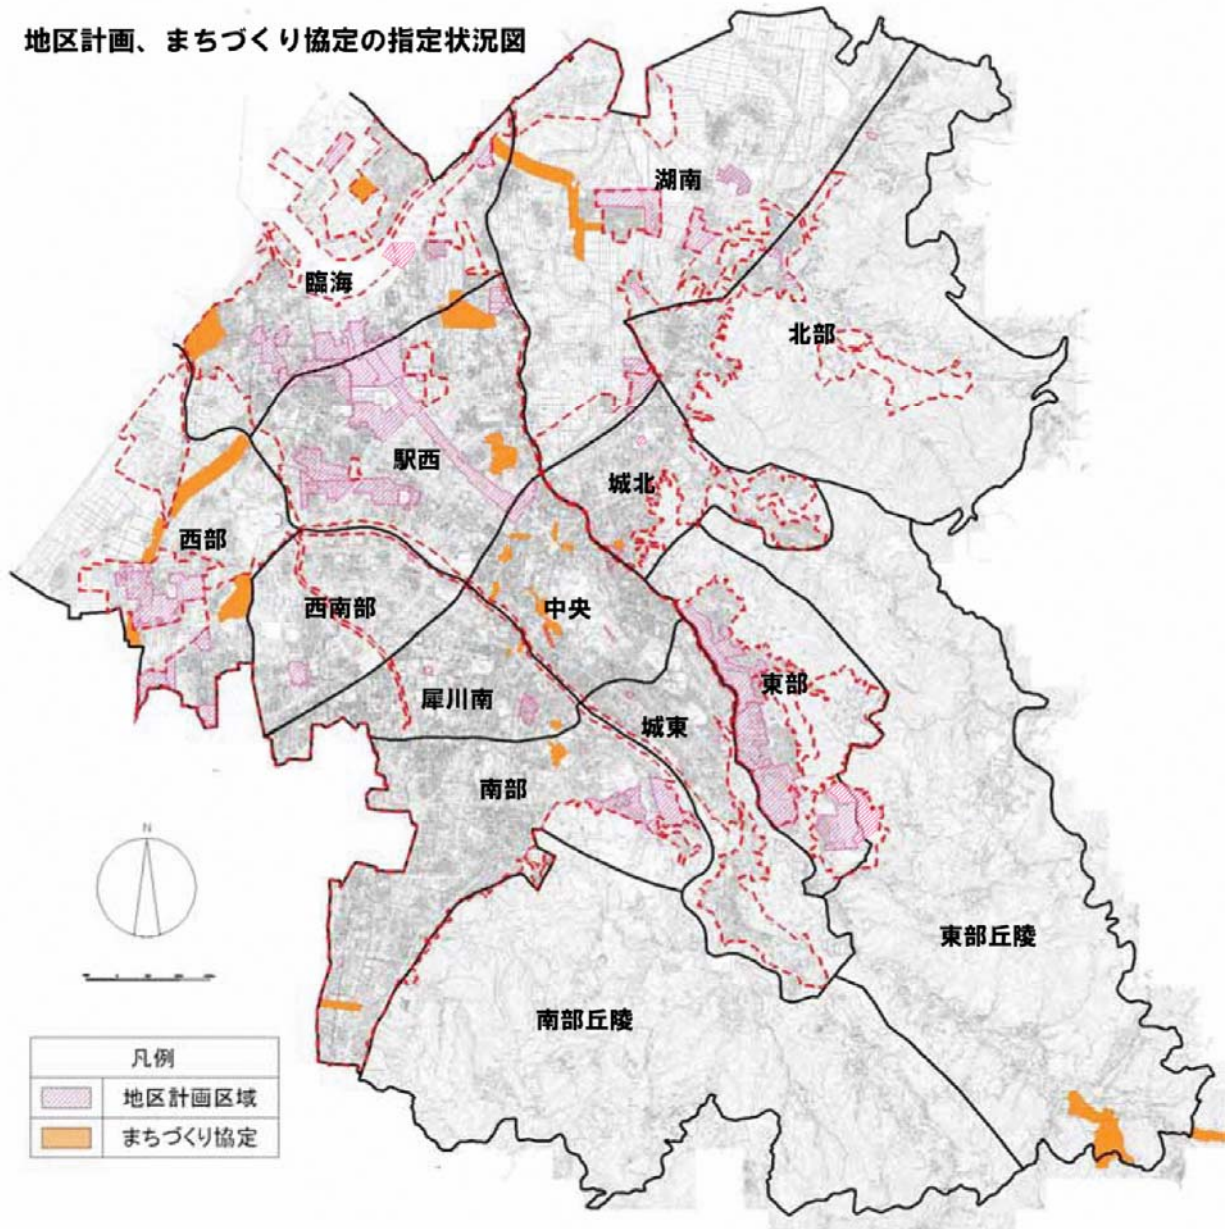 地区計画、まちづくり協定の指定状況図
湖南
臨海
北部
駅西
城北
西部
西南部
中央
東部
犀川南
城東
南部
N
東部丘陵
南部丘陵
凡例
地区計画区域
まちづくり協定